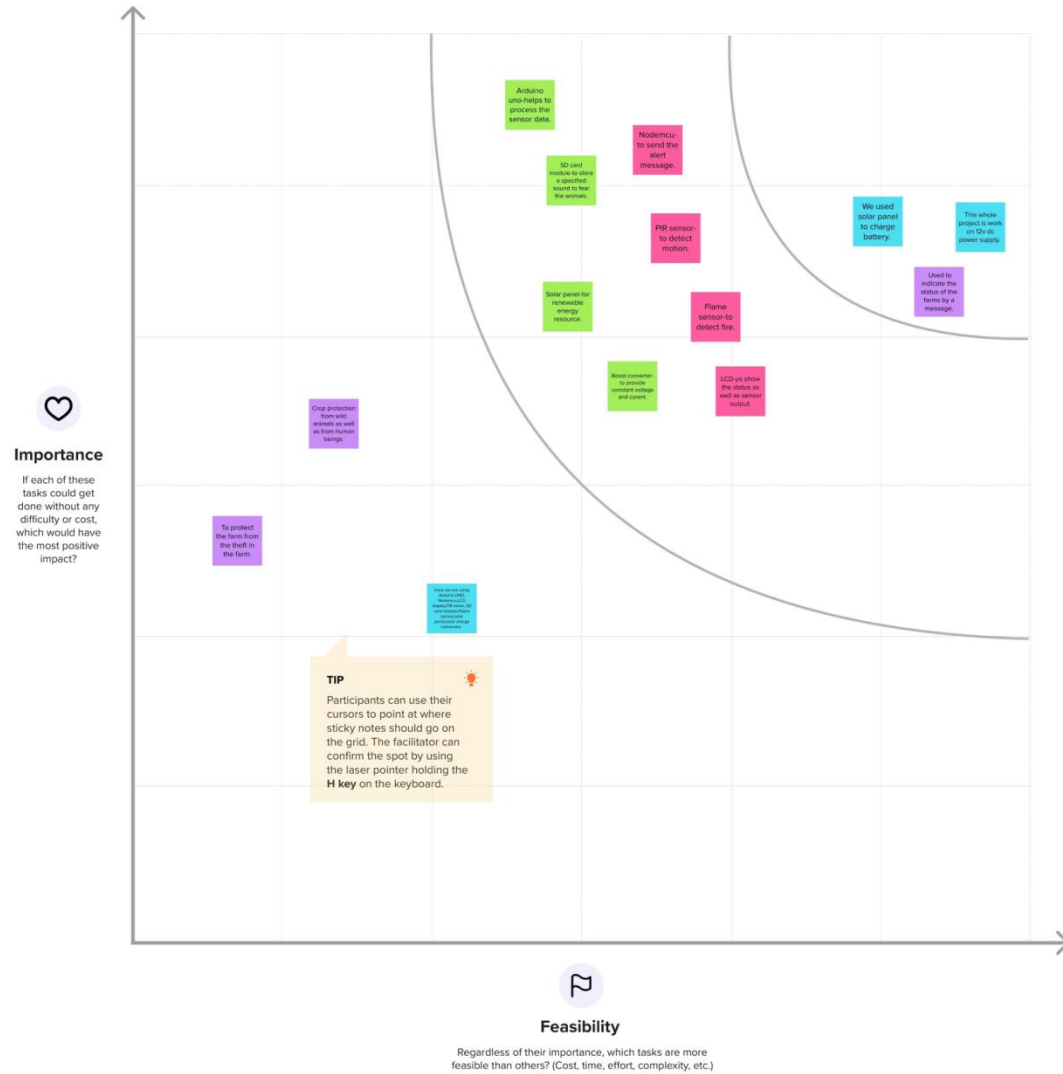 Arduino
uno-helps to
process the
sensor data.
Nodemcu-
to send the
alert
message.
SD card
module-to store
a specified
sound to fear
the animals.
PIR sensor-
to detect
motion.
We used
solar panel
to charge
battery.
This whole
project is work
on 12v dc
power supply.
Used to
indicate the
status of the
farms by a
message.
Solar panel-for
renewable
energy
resource.
Flame
sensor-to
detect fire.
Boost converter-
to provide
constant voltage
and curent.
LCD-yo show
the status as
well as sensor
output.
Crop protection
from wild
animals as well
as from human
beings.
Importance
If each of these
tasks could get
done without any
difficulty or cost,
which would have
the most positive
impact?
To protect
the farm from
the theft in
the farm.
TIP
Participants can use their
cursors to point at where
sticky notes should go on
the grid. The facilitator can
confirm the spot by using
the laser pointer holding the
H key on the keyboard.
Feasibility
Regardless of their importance, which tasks are more
feasible than others? (Cost, time, effort, complexity, etc.)